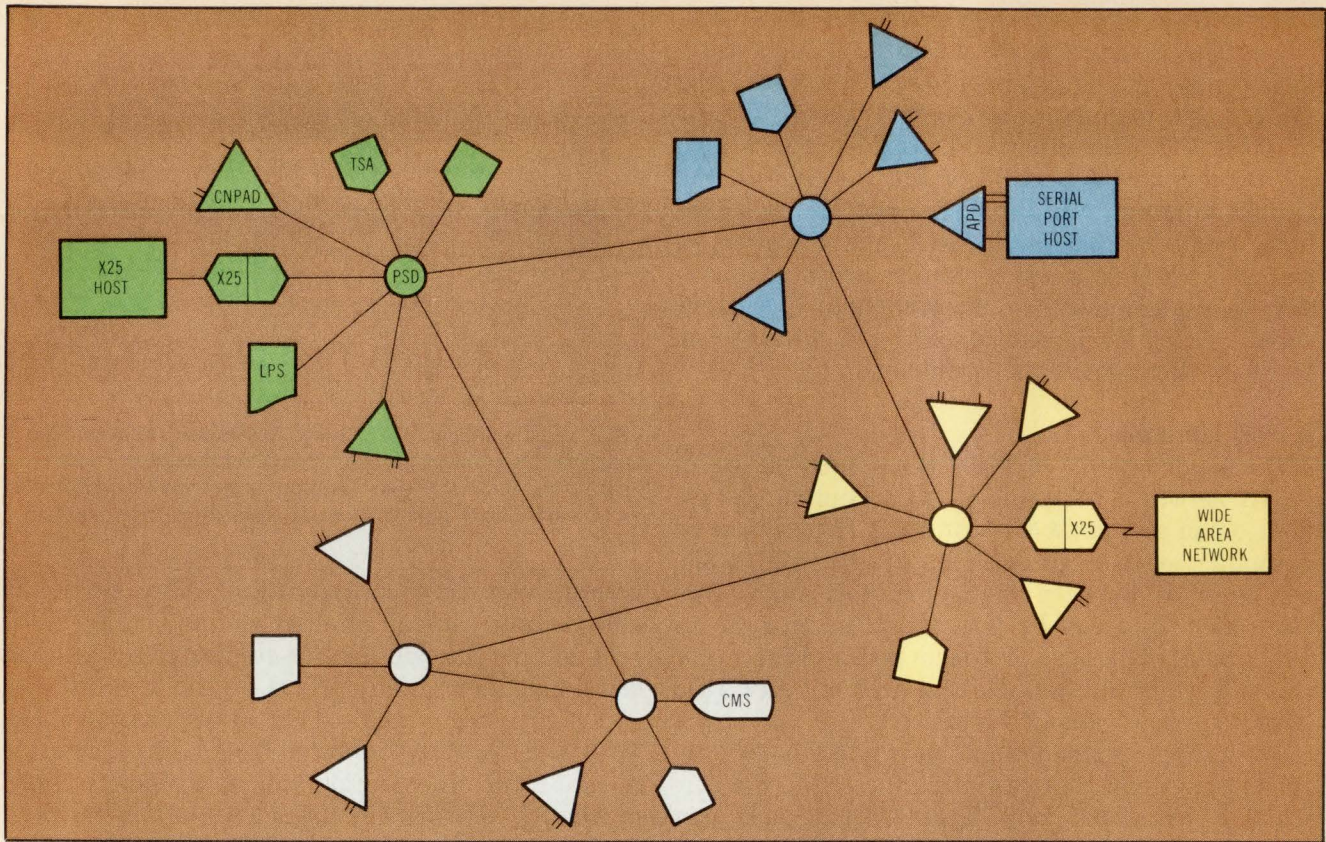 TSA
CNPAD
X25
HOST
X25
PSD
LPS
APD
SERIAL
PORT
HOST
X25
WIDE
AREA
NETWORK
CMS